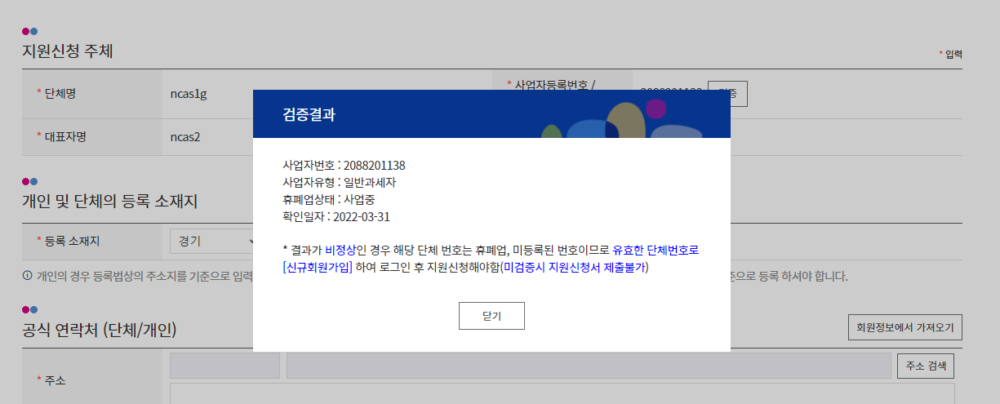 지원신청 주체
* 입력
* 단체명
ncas1g
* 사업자등록번호 /
* 대표자명
ncas2
개인 및 단체의 등록 소재지
* 등록 소재지
경기
개인의 경우 등록법상의 주소지를 기준으로 입력
준으로 등록 하셔야 합니다.
공식 연락처 (단체/개인)
회원정보에서 가져오기
* 주소
주소 검색
검증결과
사업자번호 : 2088201138
사업자유형 : 일반과세자
휴폐업상태 : 사업중
확인일자 : 2022-03-31
* 결과가 비정상인 경우 해당 단체 번호는 휴폐업, 미등록된 번호이므로 유효한 단체번호로
[신규회원가입] 하여 로그인 후 지원신청해야함(미검증시 지원신청서 제출불가)
닫기